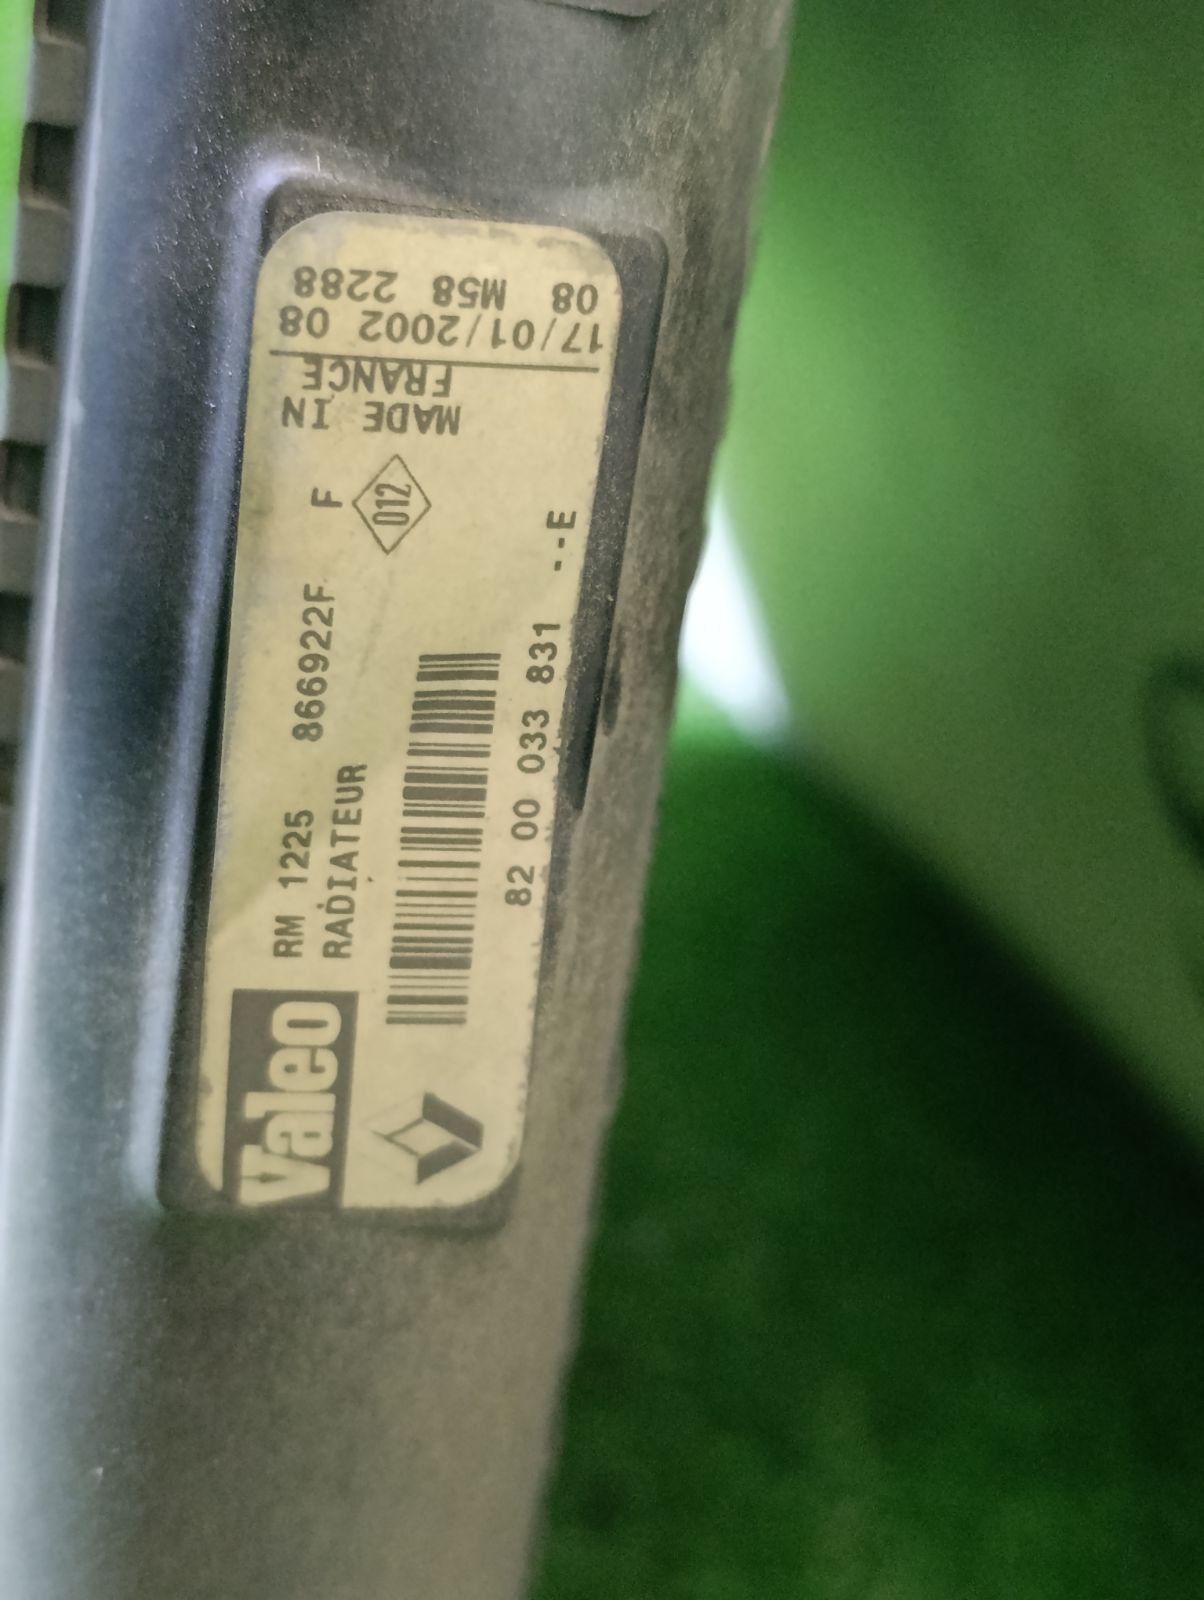 Valeo
RM 1225 866922F F
RADIATEUR
012
82 00 033 831 --E
MADE IN
FRANCE
17/01/2002 08
08 M58 2288